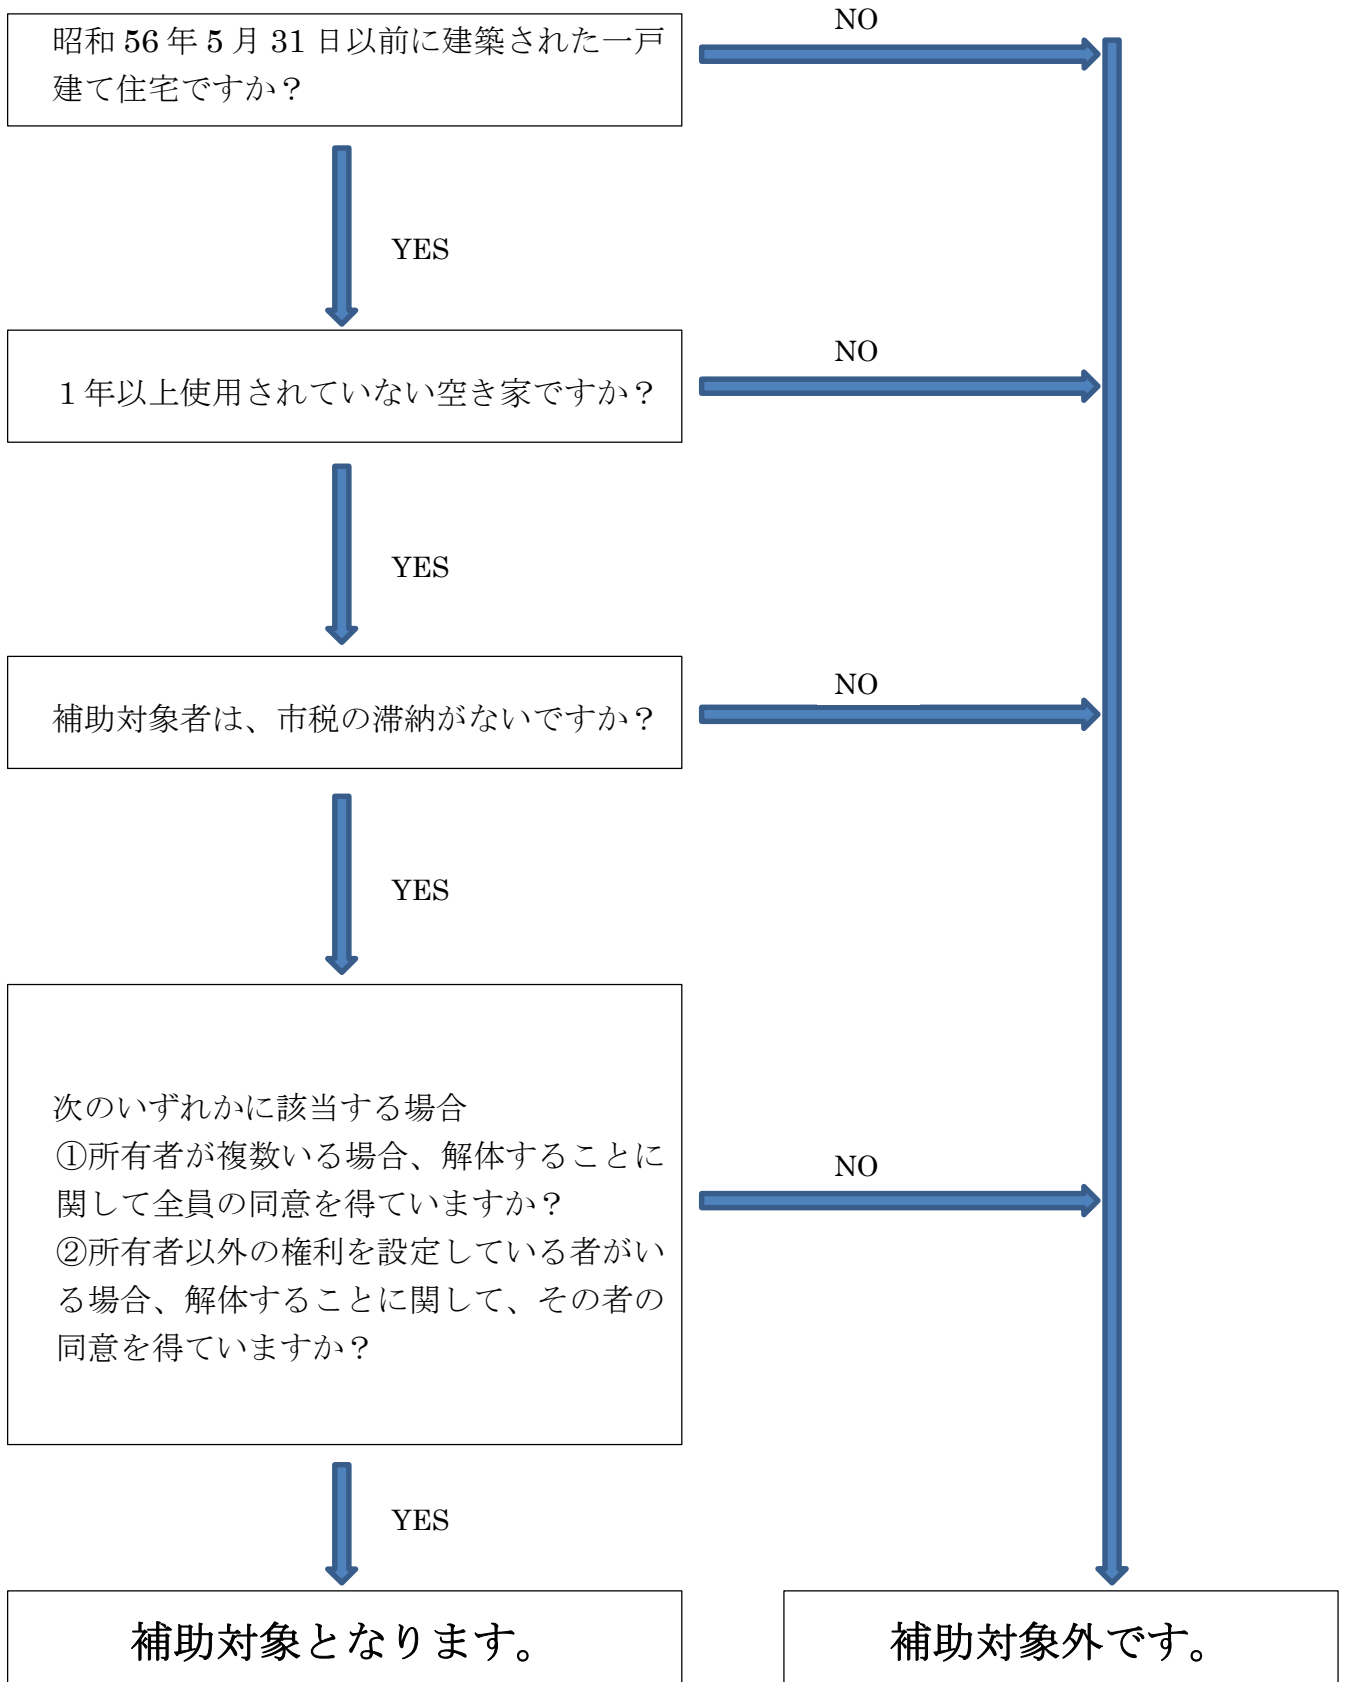 昭和 56 年 5 月 31 日以前に建築された一戸
建て住宅ですか？
NO
YES
１年以上使用されていない空き家ですか？
NO
YES
補助対象者は、市税の滞納がないですか？
NO
YES
次のいずれかに該当する場合
①所有者が複数いる場合、解体することに
関して全員の同意を得ていますか？
②所有者以外の権利を設定している者がい
る場合、解体することに関して、その者の
同意を得ていますか？
NO
YES
補助対象となります。
補助対象外です。